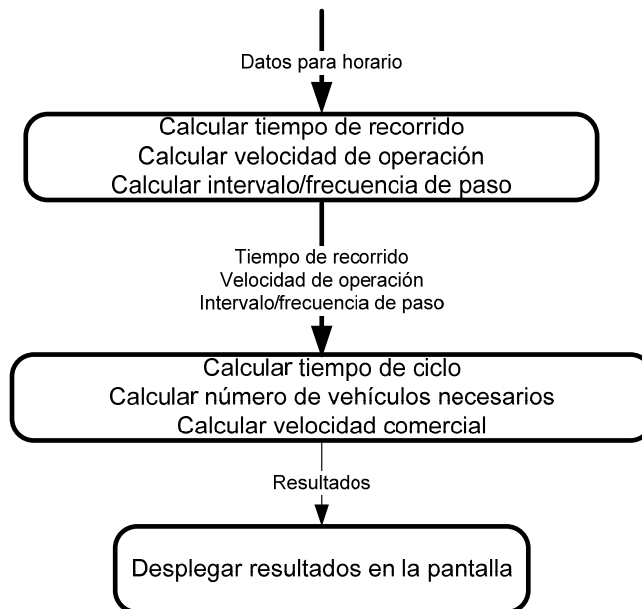 Datos para horario
Calcular tiempo de recorrido
Calcular velocidad de operación
Calcular intervalo/frecuencia de paso
Tiempo de recorrido
Velocidad de operación
Intervalo/frecuencia de paso
Calcular tiempo de ciclo
Calcular número de vehículos necesarios
Calcular velocidad comercial
Resultados
Desplegar resultados en la pantalla